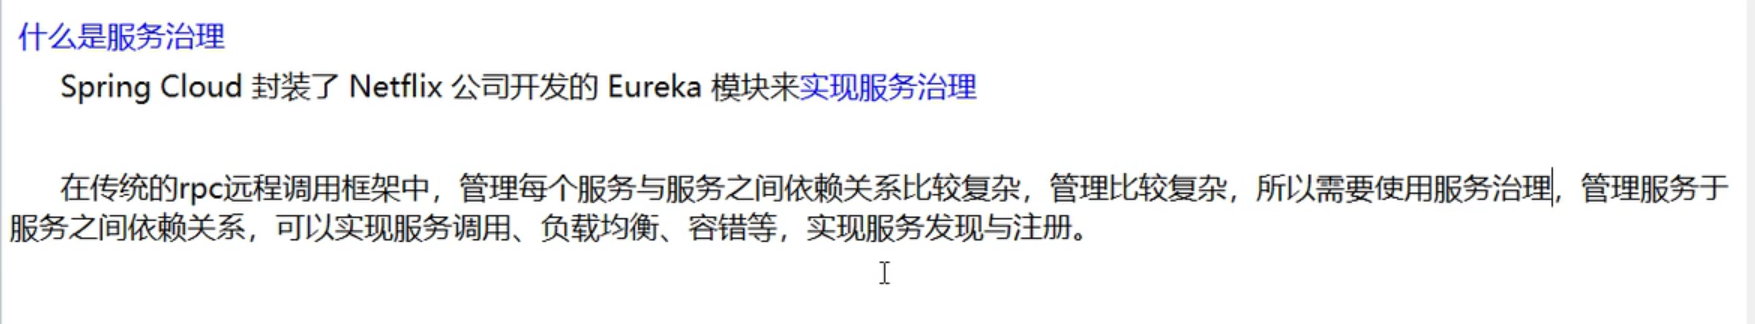 什么是服务治理
Spring Cloud 封装了 Netflix 公司开发的 Eureka 模块来实现服务治理
在传统的rpc远程调用框架中，管理每个服务与服务之间依赖关系比较复杂，管理比较复杂，所以需要使用服务治理，管理服务于
服务之间依赖关系，可以实现服务调用、负载均衡、容错等，实现服务发现与注册。